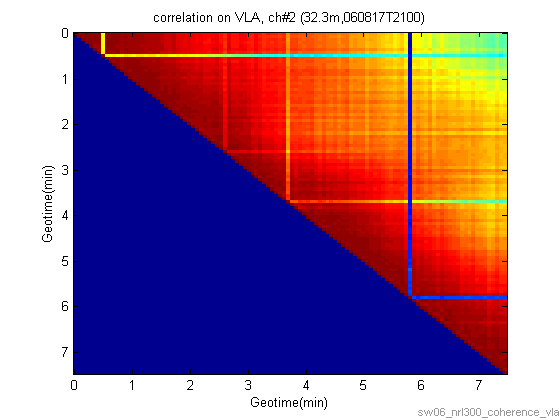 correlation on VLA, ch#2 (32.3m,060817T2100)
0
1
2
3
4
5
6
7
Geotime(min)
0 1 2 3 4 5 6 7
Geotime(min)
sw06_nrl300_coherence_vla